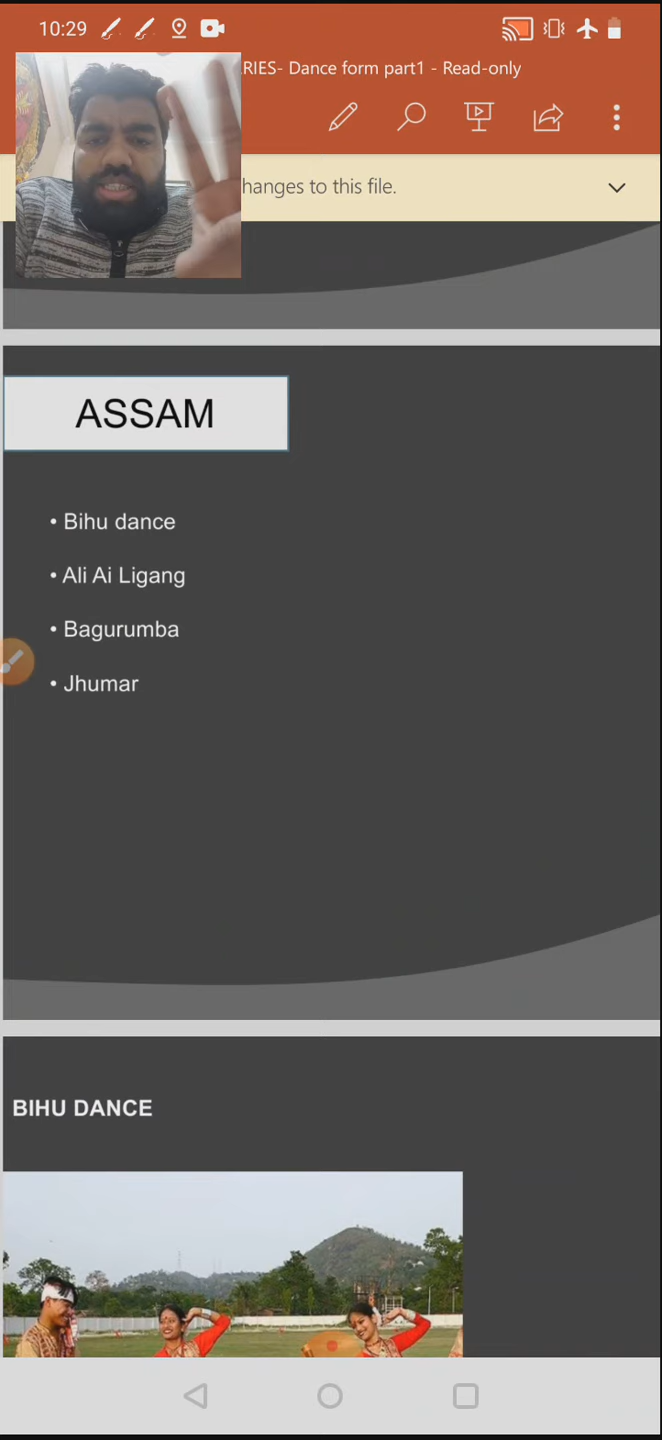 10:29
RIES- Dance form part1 - Read-only
hanges to this file.
ASSAM
• Bihu dance
• Ali Ai Ligang
• Bagurumba
• Jhumar
BIHU DANCE